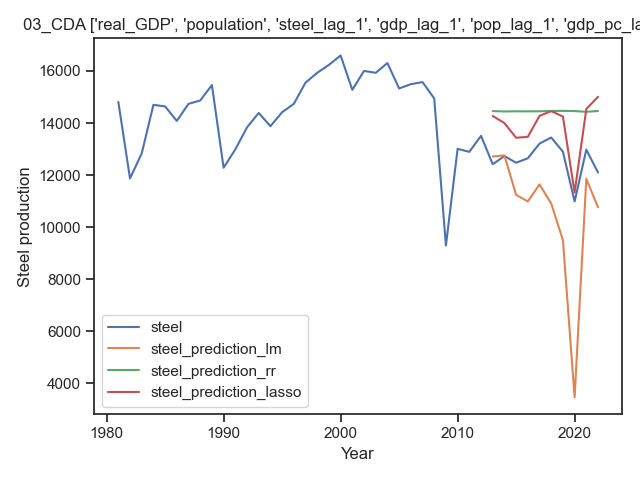 03_CDA ['real_GDP', 'population', 'steel_lag_1', 'gdp_lag_1', 'pop_lag_1', 'gdp_pc_la
16000
14000
12000
10000
8000
6000
4000
Steel production
steel
steel_prediction_lm
steel_prediction_rr
steel_prediction_lasso
1980
1990
2000
2010
2020
Year